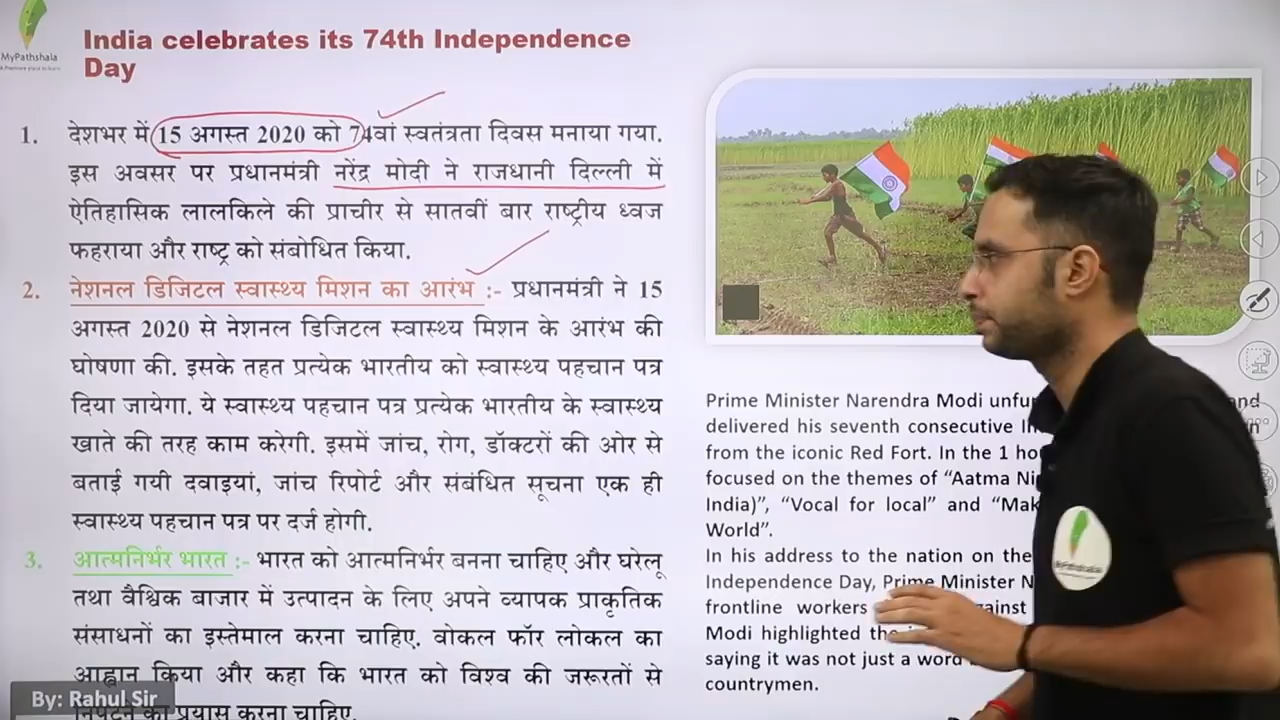 MyPathshala
India celebrates its 74th Independence
Day
1. देशभर में 15 अगस्त 2020 को 74वां स्वतंत्रता दिवस मनाया गया.
इस अवसर पर प्रधानमंत्री नरेंद्र मोदी ने राजधानी दिल्ली में
ऐतिहासिक लालकिले की प्राचीर से सातवीं बार राष्ट्रीय ध्वज
फहराया और राष्ट्र को संबोधित किया.
2. नेशनल डिजिटल स्वास्थ्य मिशन का आरंभ :- प्रधानमंत्री ने 15
अगस्त 2020 से नेशनल डिजिटल स्वास्थ्य मिशन के आरंभ की
घोषणा की. इसके तहत प्रत्येक भारतीय को स्वास्थ्य पहचान पत्र
दिया जायेगा. ये स्वास्थ्य पहचान पत्र प्रत्येक भारतीय के स्वास्थ्य
खाते की तरह काम करेगी. इसमें जांच, रोग, डॉक्टरों की ओर से
बताई गयी दवाइयां, जांच रिपोर्ट और संबंधित सूचना एक ही
स्वास्थ्य पहचान पत्र पर दर्ज होगी.
3. आत्मनिर्भर भारत :- भारत को आत्मनिर्भर बनना चाहिए और घरेलू
तथा वैश्विक बाजार में उत्पादन के लिए अपने व्यापक प्राकृतिक
संसाधनों का इस्तेमाल करना चाहिए. वोकल फॉर लोकल का
आह्वान किया और कहा कि भारत को विश्व की जरूरतों से
निपटने का प्रयास करना चाहिए.
Prime Minister Narendra Modi and
delivered his seventh consecutive
from the iconic Red Fort. In the 1
focused on the themes of "Aatma
India)", "Vocal for local" and
World".
In his address to the nation on the
Independence Day, Prime Minister
frontline workers
Modi highlighted
saying it was not just a word
countrymen.
MyPathshala
By: Rahul Sir